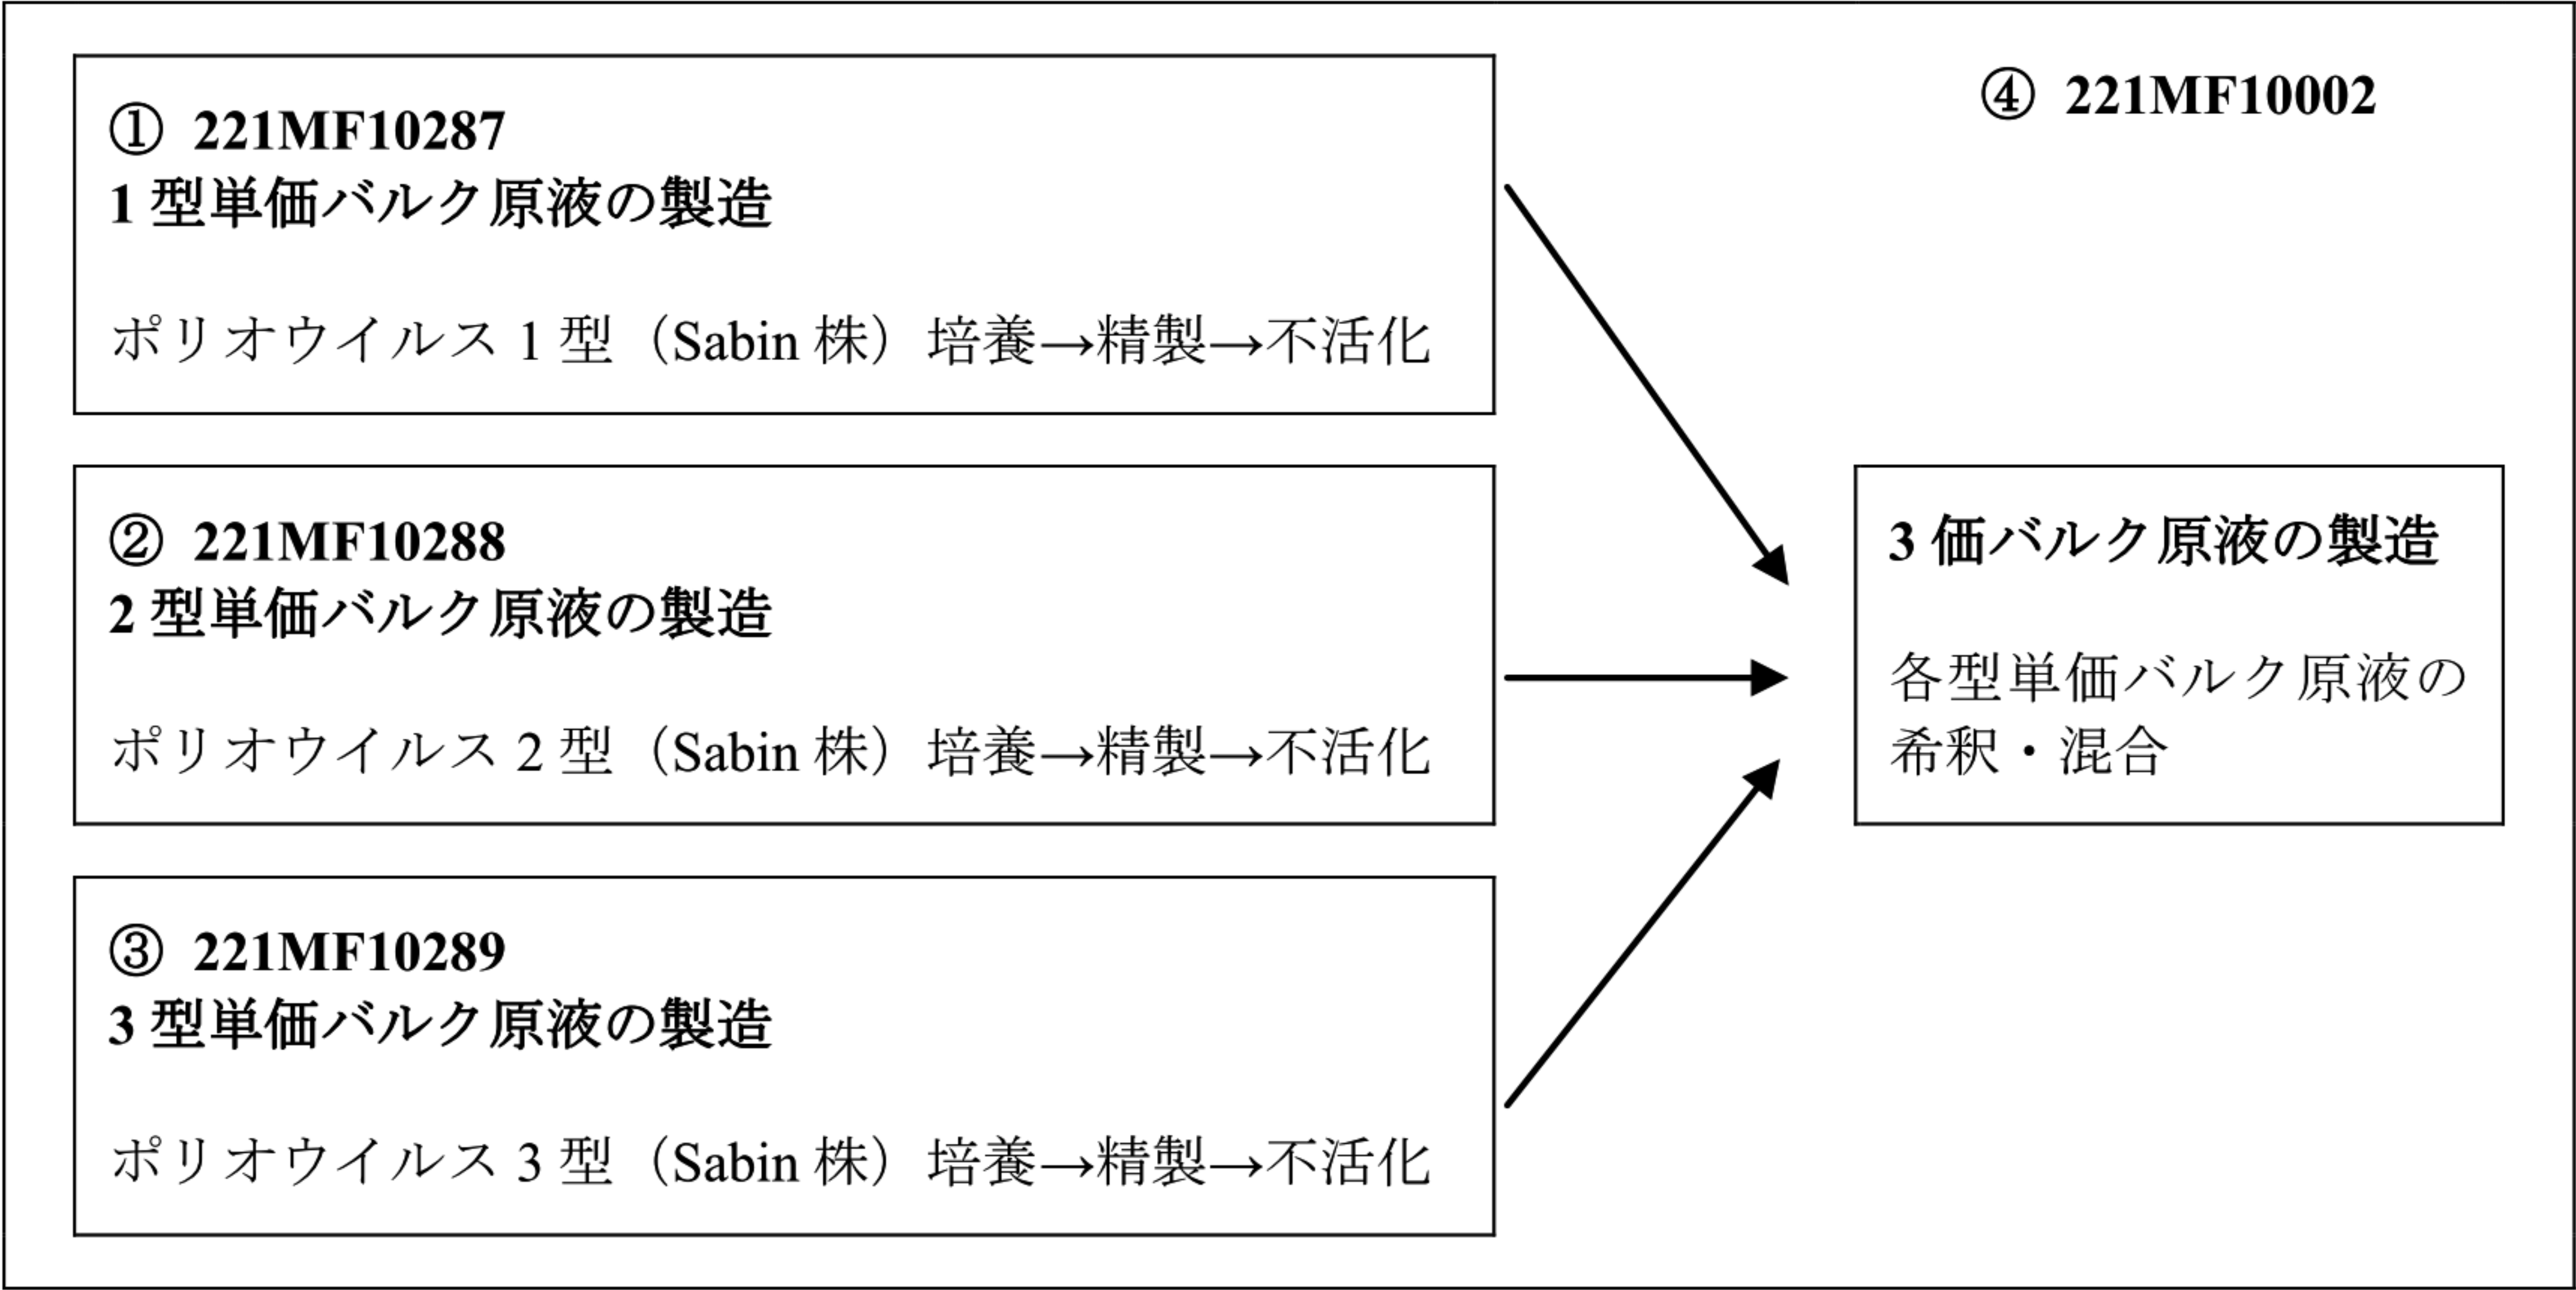 ① 221MF10287
1 型単価バルク原液の製造
ポリオウイルス 1 型（Sabin 株）培養→精製→不活化
② 221MF10288
2 型単価バルク原液の製造
ポリオウイルス 2 型（Sabin 株）培養→精製→不活化
③ 221MF10289
3 型単価バルク原液の製造
ポリオウイルス 3 型（Sabin 株）培養→精製→不活化
④ 221MF10002
3 価バルク原液の製造
各型単価バルク原液の
希釈・混合